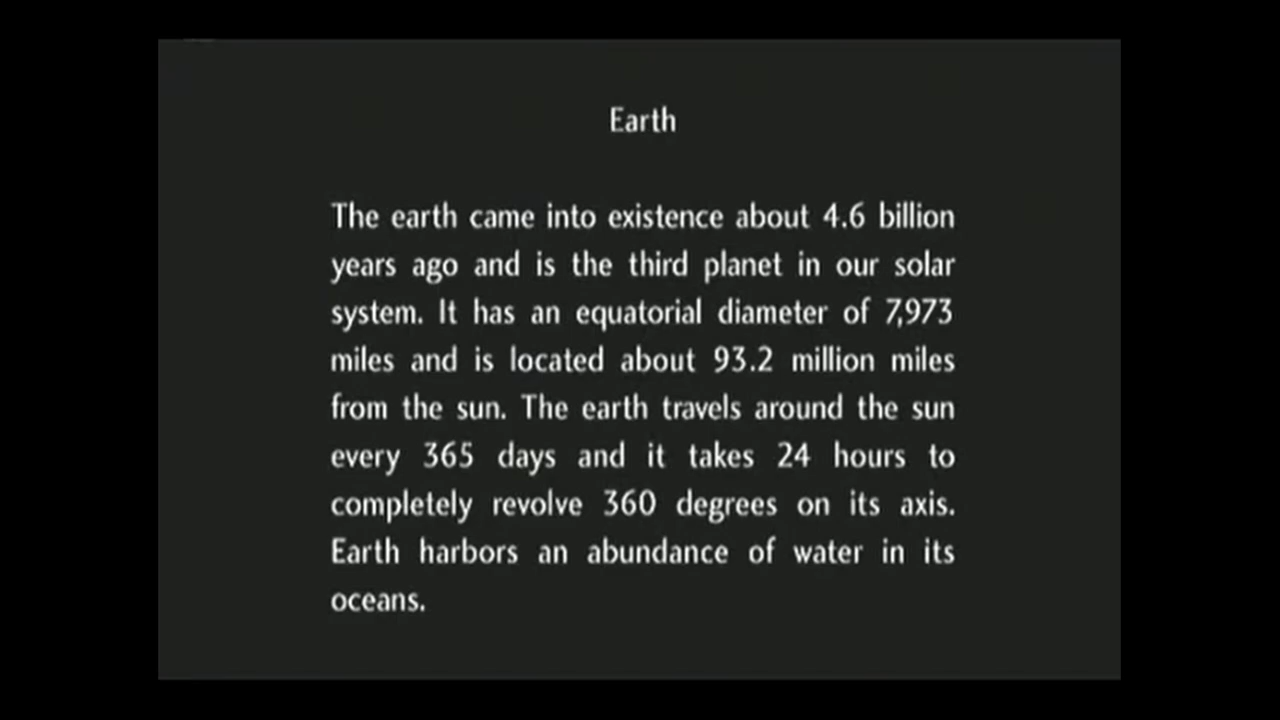 Earth
The earth came into existence about 4.6 billion
years ago and is the third planet in our solar
system. It has an equatorial diameter of 7,973
miles and is located about 93.2 million miles
from the sun. The earth travels around the sun
every 365 days and it takes 24 hours to
completely revolve 360 degrees on its axis.
Earth harbors an abundance of water in its
oceans.